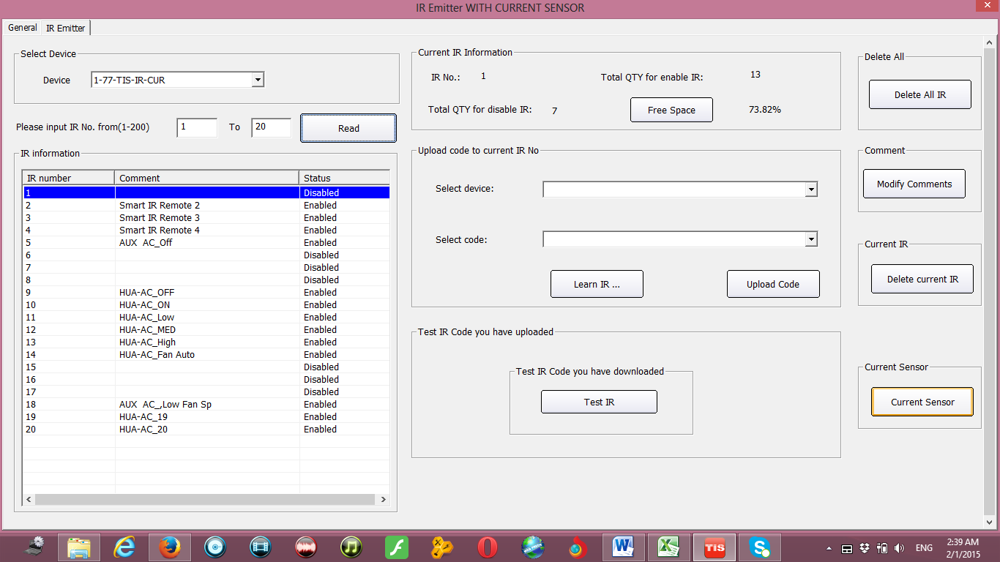 IR Emitter WITH CURRENT SENSOR
General IR Emitter
Select Device
Device 1-77-TIS-IR-CUR
Please input IR No. from(1-200) 1 To 20 Read
IR information
IR number Comment Status
1 Disabled
2 Smart IR Remote 2 Enabled
3 Smart IR Remote 3 Enabled
4 Smart IR Remote 4 Enabled
5 AUX  AC_Off Enabled
6 Disabled
7 Disabled
8 Disabled
9 HUA-AC_OFF Enabled
10 HUA-AC_ON Enabled
11 HUA-AC_Low Enabled
12 HUA-AC_MED Enabled
13 HUA-AC_High Enabled
14 HUA-AC_Fan Auto Enabled
15 Disabled
16 Disabled
17 Disabled
18 AUX  AC_,Low Fan Sp Enabled
19 HUA-AC_19 Enabled
20 HUA-AC_20 Enabled
Current IR Information
IR No.: 1 Total QTY for enable IR: 13
Total QTY for disable IR: 7 Free Space 73.82%
Upload code to current IR No
Select device:
Select code:
Learn IR ... Upload Code
Test IR Code you have uploaded
Test IR Code you have downloaded
Test IR
Delete All
Delete All IR
Comment
Modify Comments
Current IR
Delete current IR
Current Sensor
Current Sensor
TIS
ENG
2:39 AM
2/1/2015